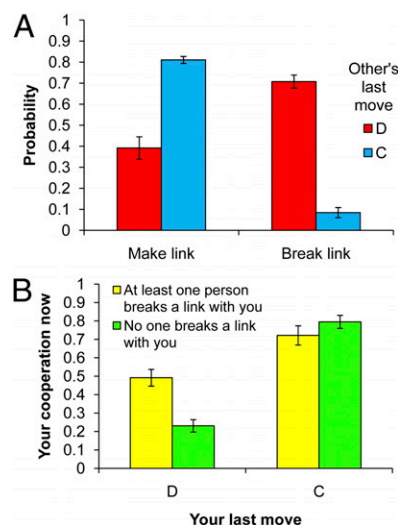 A
1
0.9
0.8
0.7
0.6
0.5
0.4
0.3
0.2
0.1
0
Probability
Make link
Break link
Other's
last
move
D
C
B
1
0.9
0.8
0.7
0.6
0.5
0.4
0.3
0.2
0.1
0
Your cooperation now
At least one person
breaks a link with you
No one breaks a link
with you
D
C
Your last move